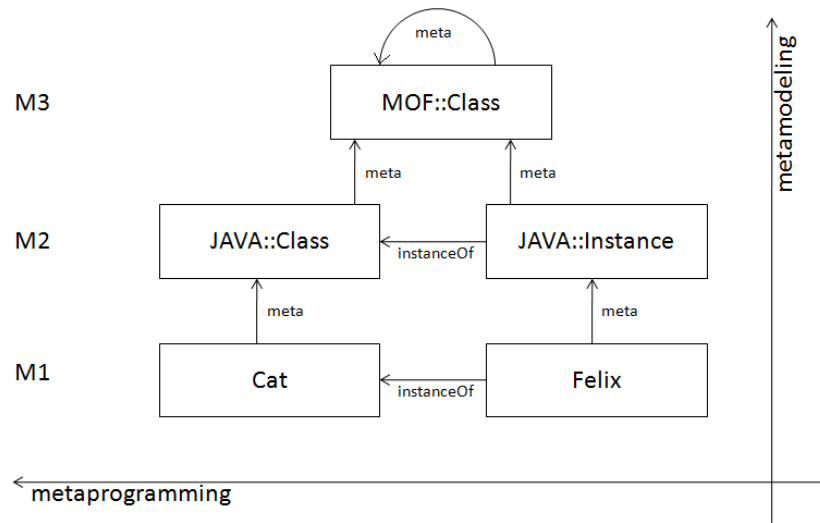 meta
M3
MOF::Class
meta
meta
M2
JAVA::Class
instanceOf
JAVA::Instance
meta
meta
M1
Cat
instanceOf
Felix
metaprogramming
metamodeling